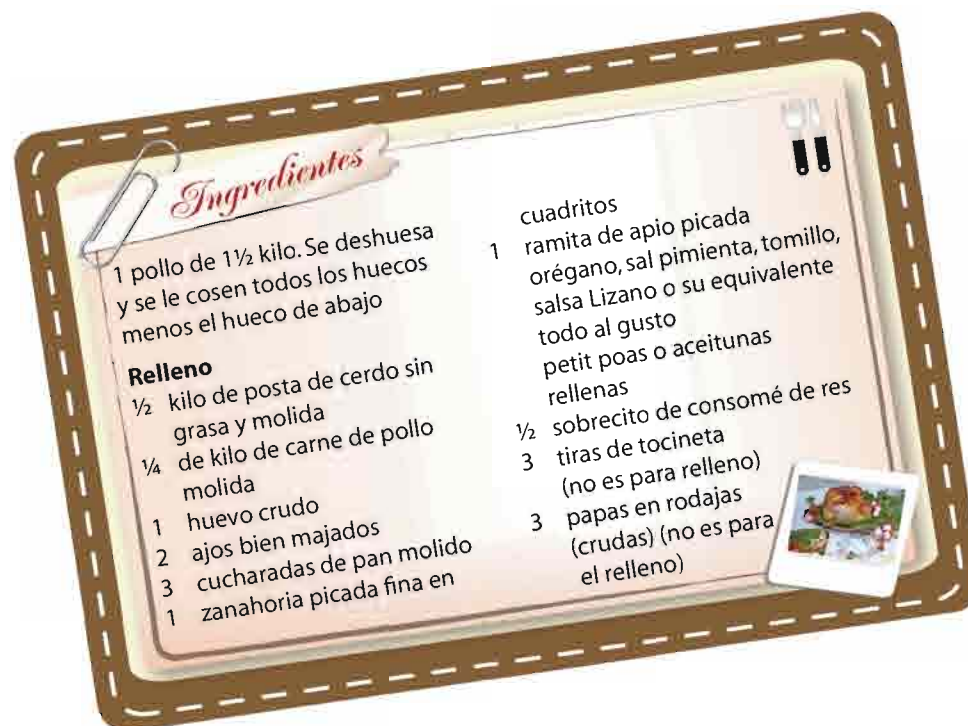 Ingredientes
1 pollo de 1½ kilo. Se deshuesa
y se le cosen todos los huecos
menos el hueco de abajo
Relleno
½ kilo de posta de cerdo sin
grasa y molida
¼ de kilo de carne de pollo
molida
1 huevo crudo
2 ajos bien majados
3 cucharadas de pan molido
1 zanahoria picada fina en
cuadritos
1 ramita de apio picada
orégano, sal pimienta, tomillo,
salsa Lizano o su equivalente
todo al gusto
petit poas o aceitunas
rellenas
½ sobrecito de consomé de res
3 tiras de tocineta
(no es para relleno)
3 papas en rodajas
(crudas) (no es para
el relleno)